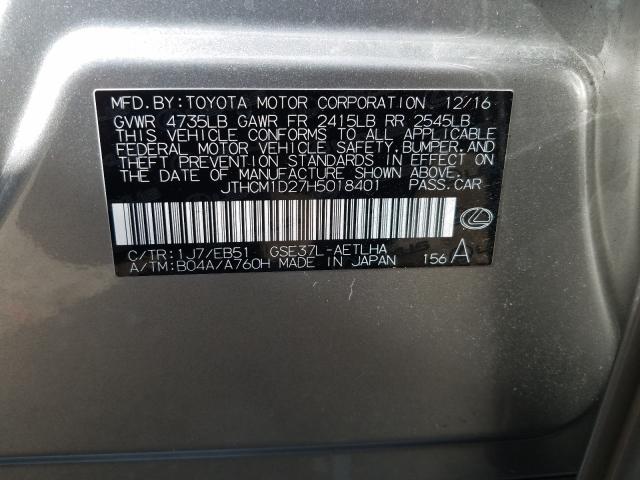 MFD.BY:TOYOTA MOTOR CORPORATION 12/16
GVWR 4735LB GAWR FR 2415LB RR 2545LB
THIS VEHICLE CONFORMS TO ALL APPLICABLE
FEDERAL MOTOR VEHICLE SAFETY,BUMPER,AND
THEFT PREVENTION STANDARDS IN EFFECT ON
THE DATE OF MANUFACTURE SHOWN ABOVE.
JTHCM1D27H5018401 PASS.CAR
C/TR:1J7/EB51 GSE37L-AETLHA
A/TM:B04A/A760H MADE IN JAPAN 156 A